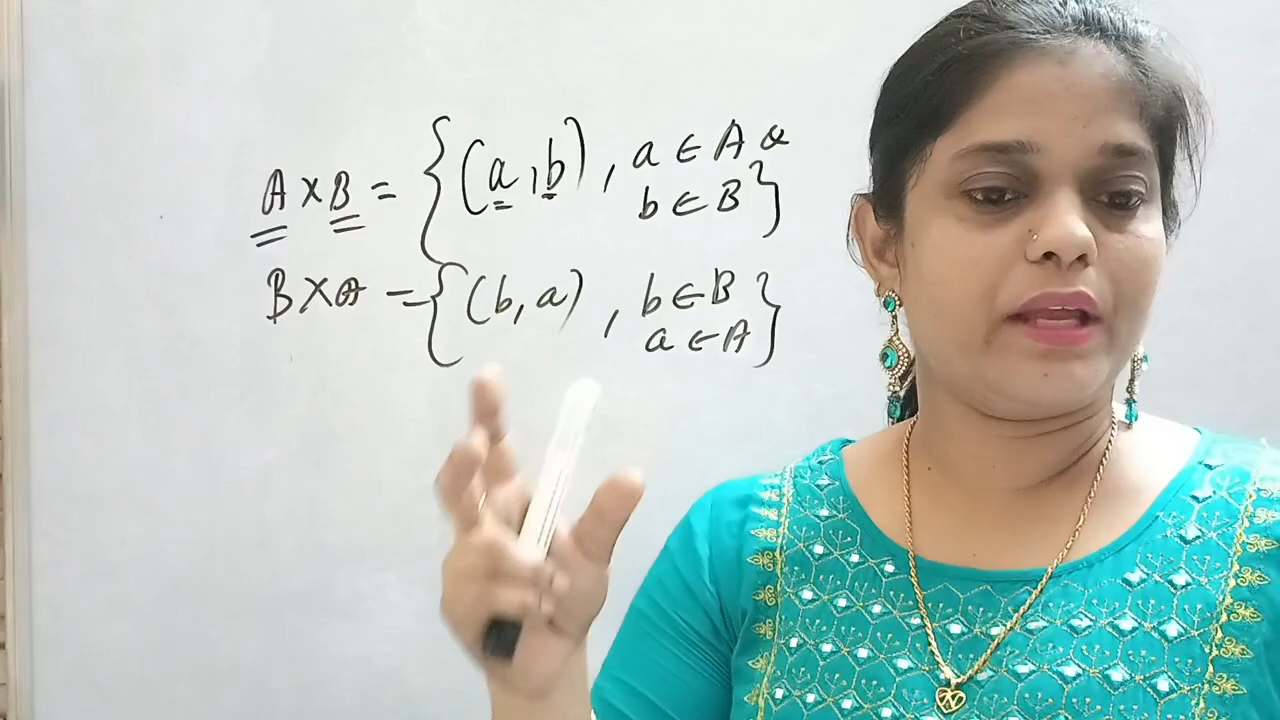 A × B = {(a, b), a ∈ A &
b ∈ B}
B × A = {(b, a), b ∈ B
a ∈ A}